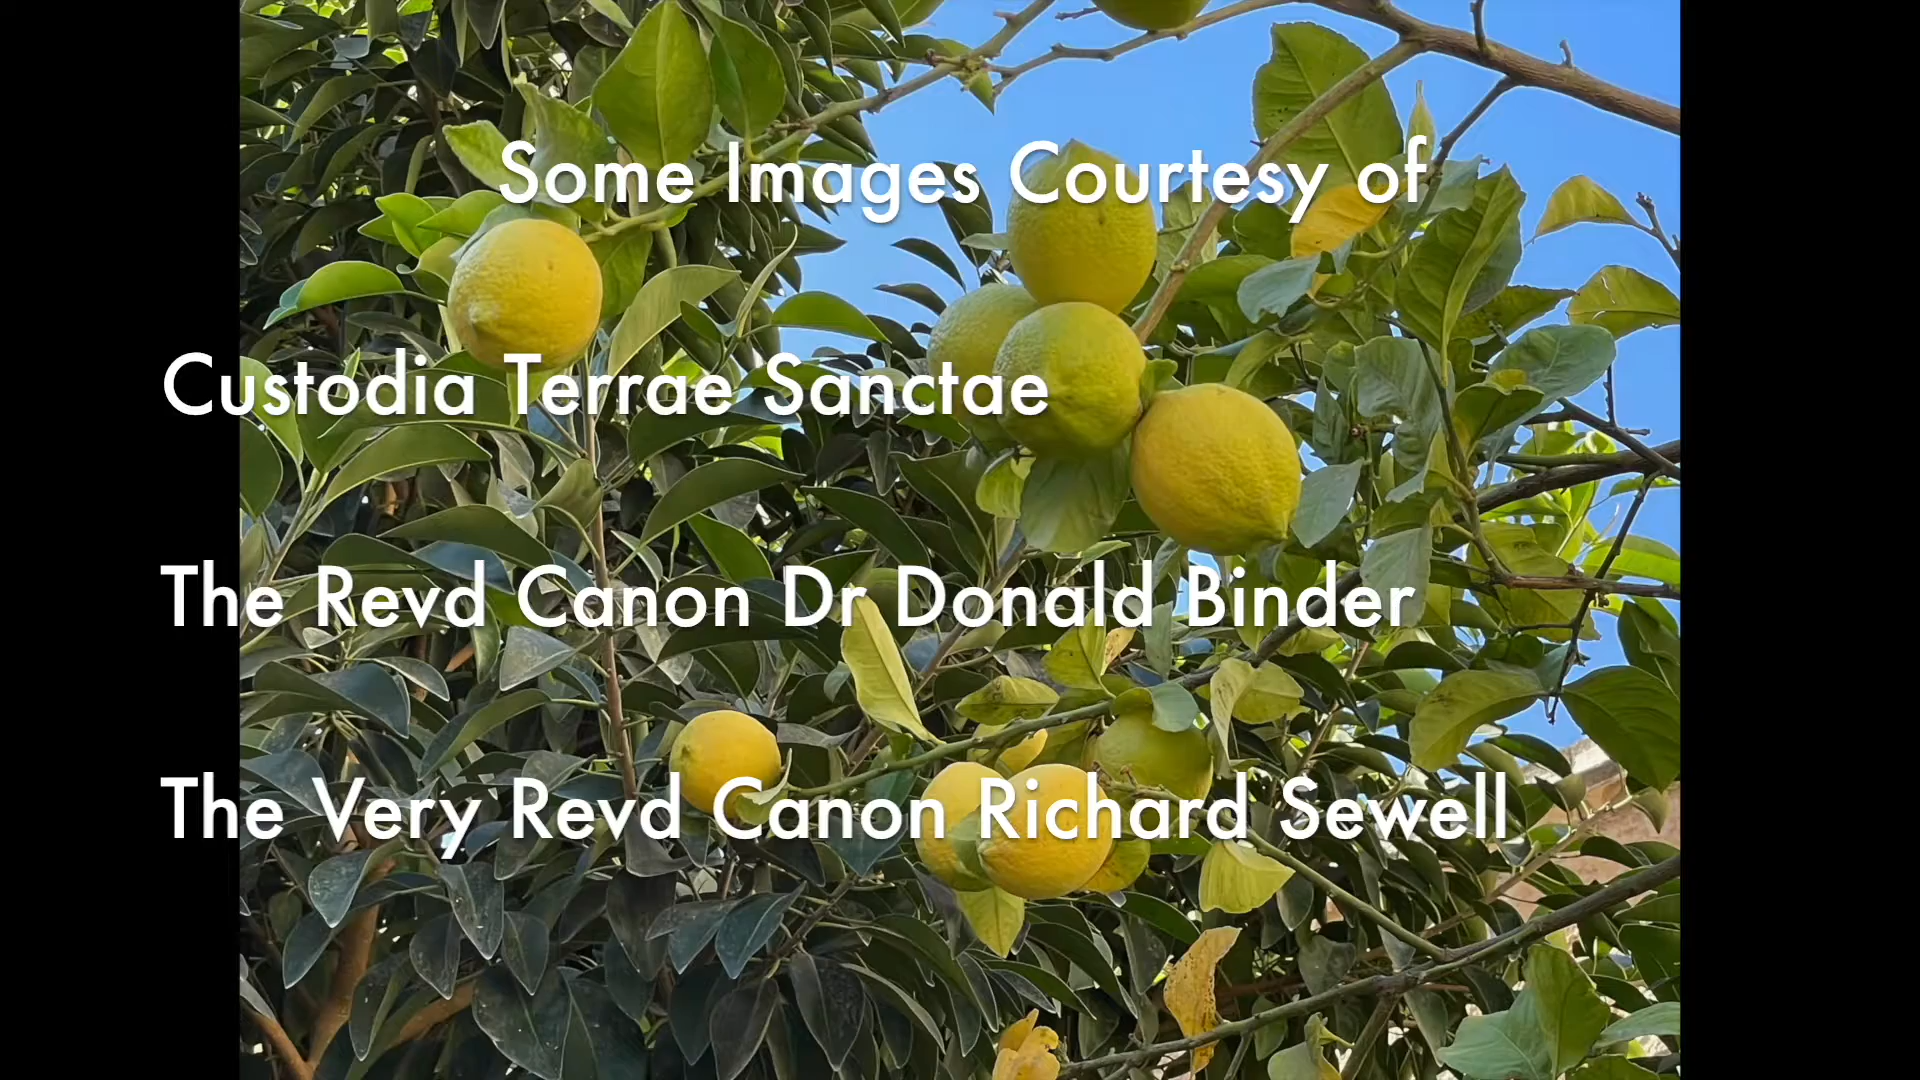 Some Images Courtesy of
Custodia Terrae Sanctae
The Revd Canon Dr Donald Binder
The Very Revd Canon Richard Sewell